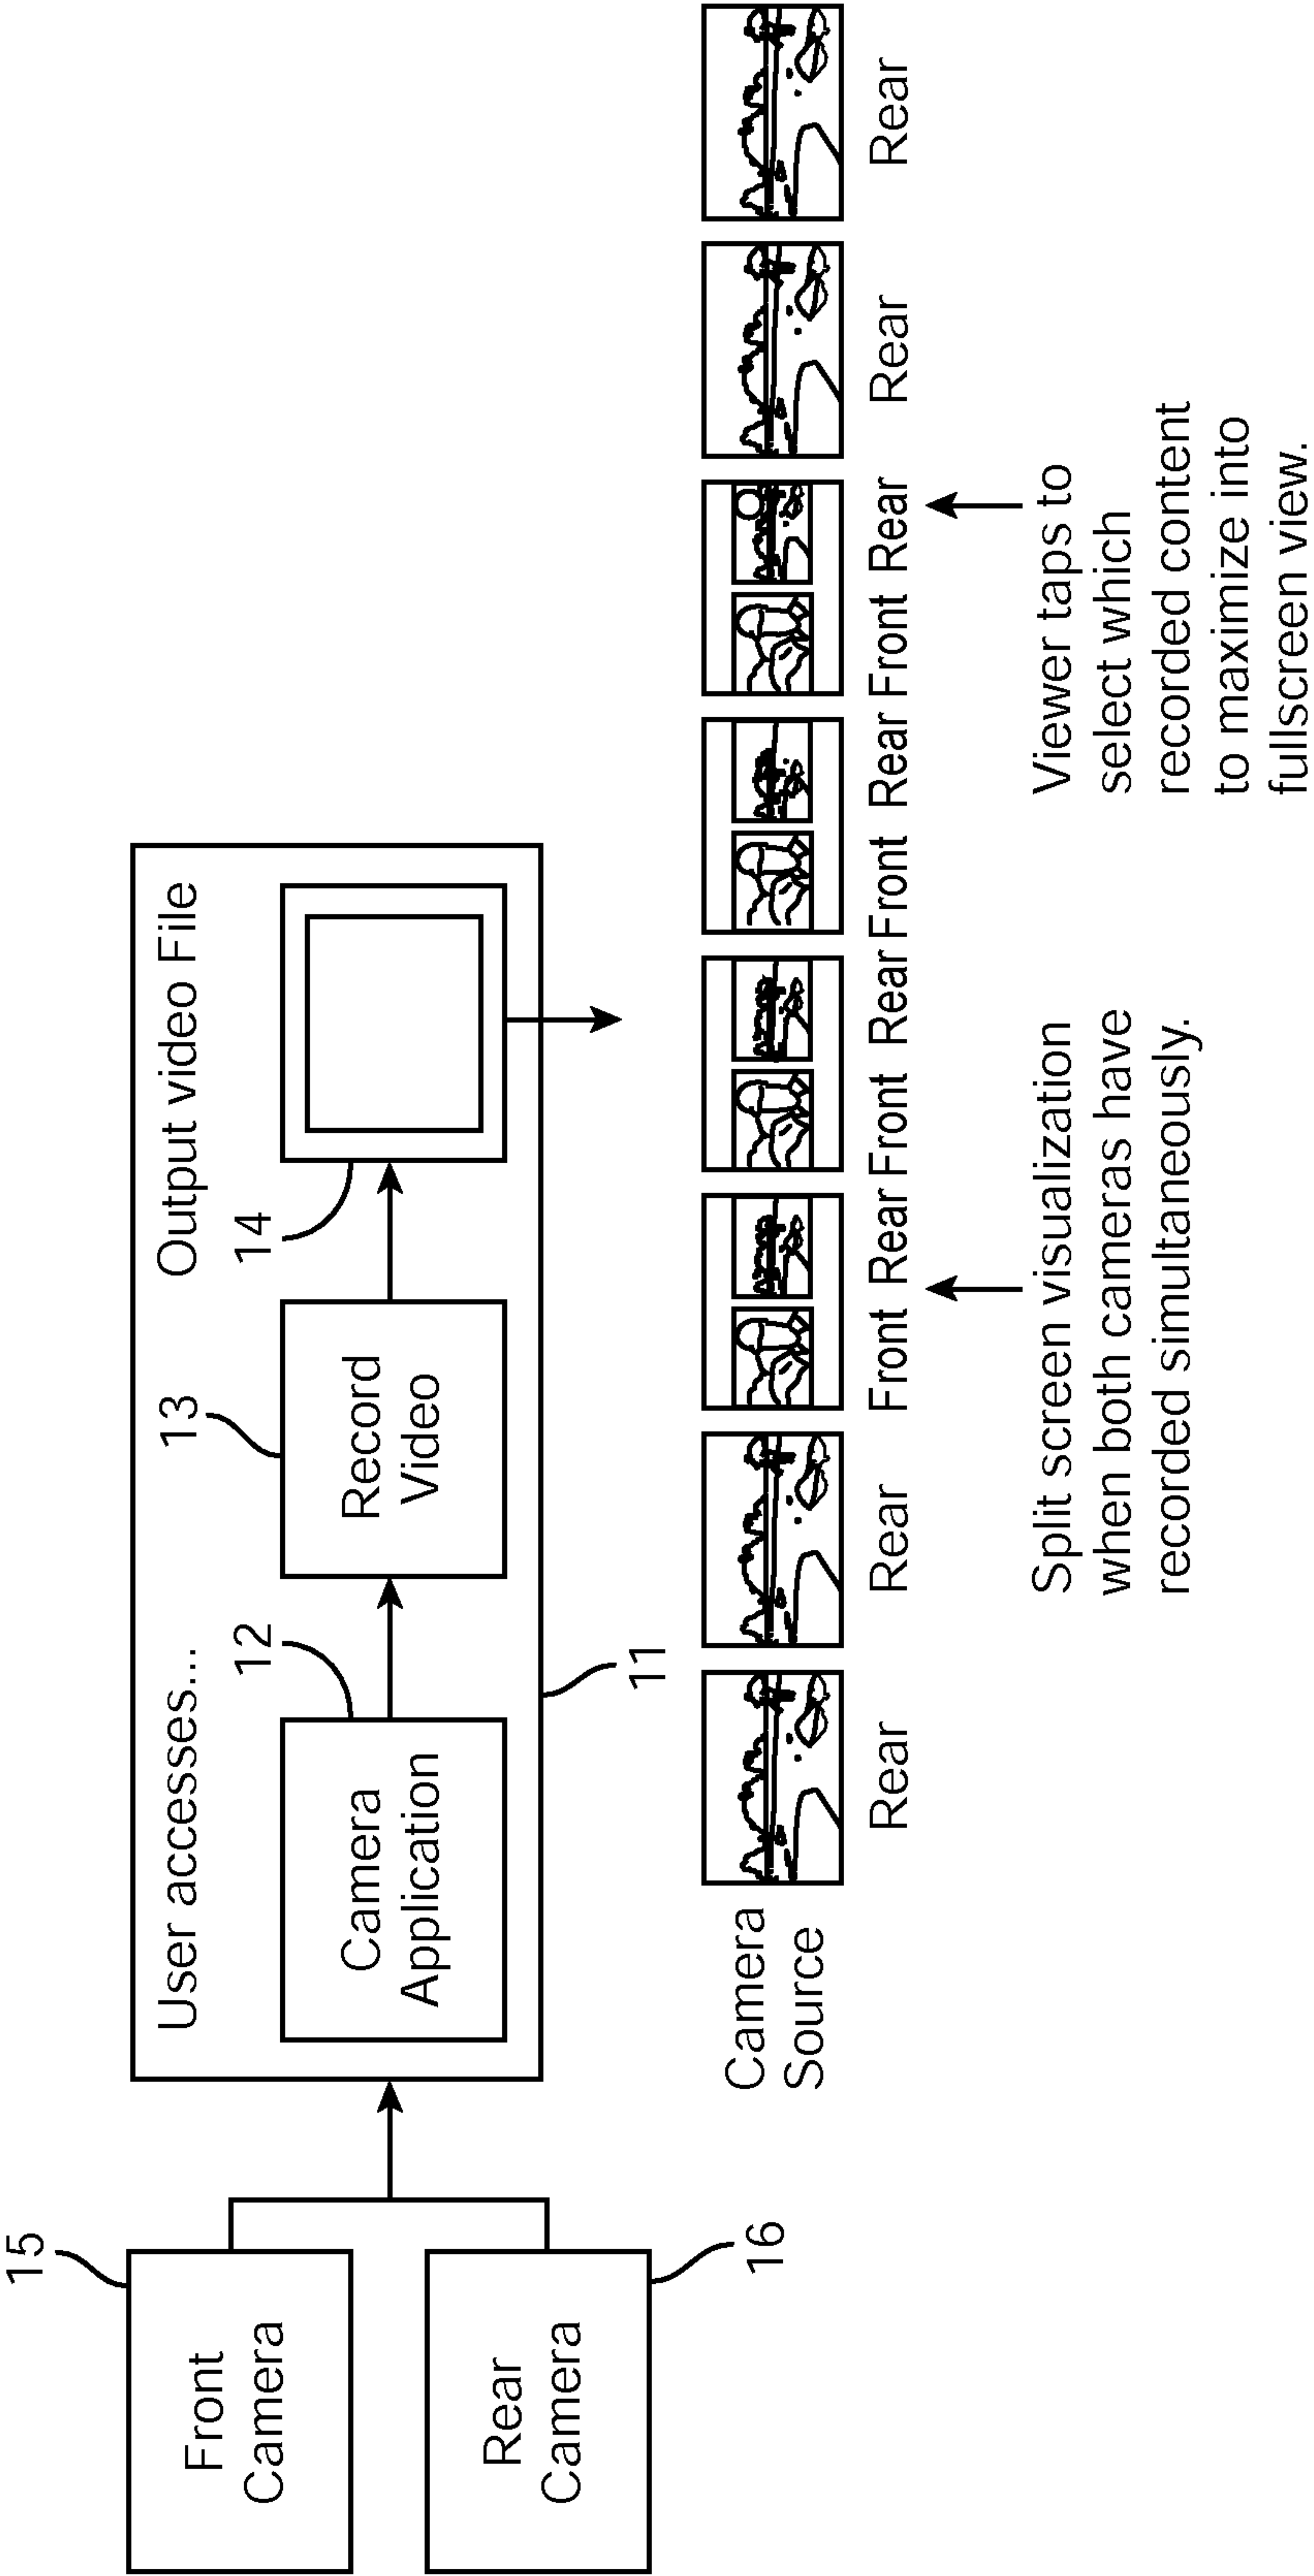 15
Front
Camera
Rear
Camera
16
User accesses...
Output video File
12
13
14
Camera
Application
Record
Video
11
Camera
Source
Rear
Rear
Front Rear
Front Rear
Front Rear
Front Rear
Rear
Rear
Split screen visualization
when both cameras have
recorded simultaneously.
Viewer taps to
select which
recorded content
to maximize into
fullscreen view.